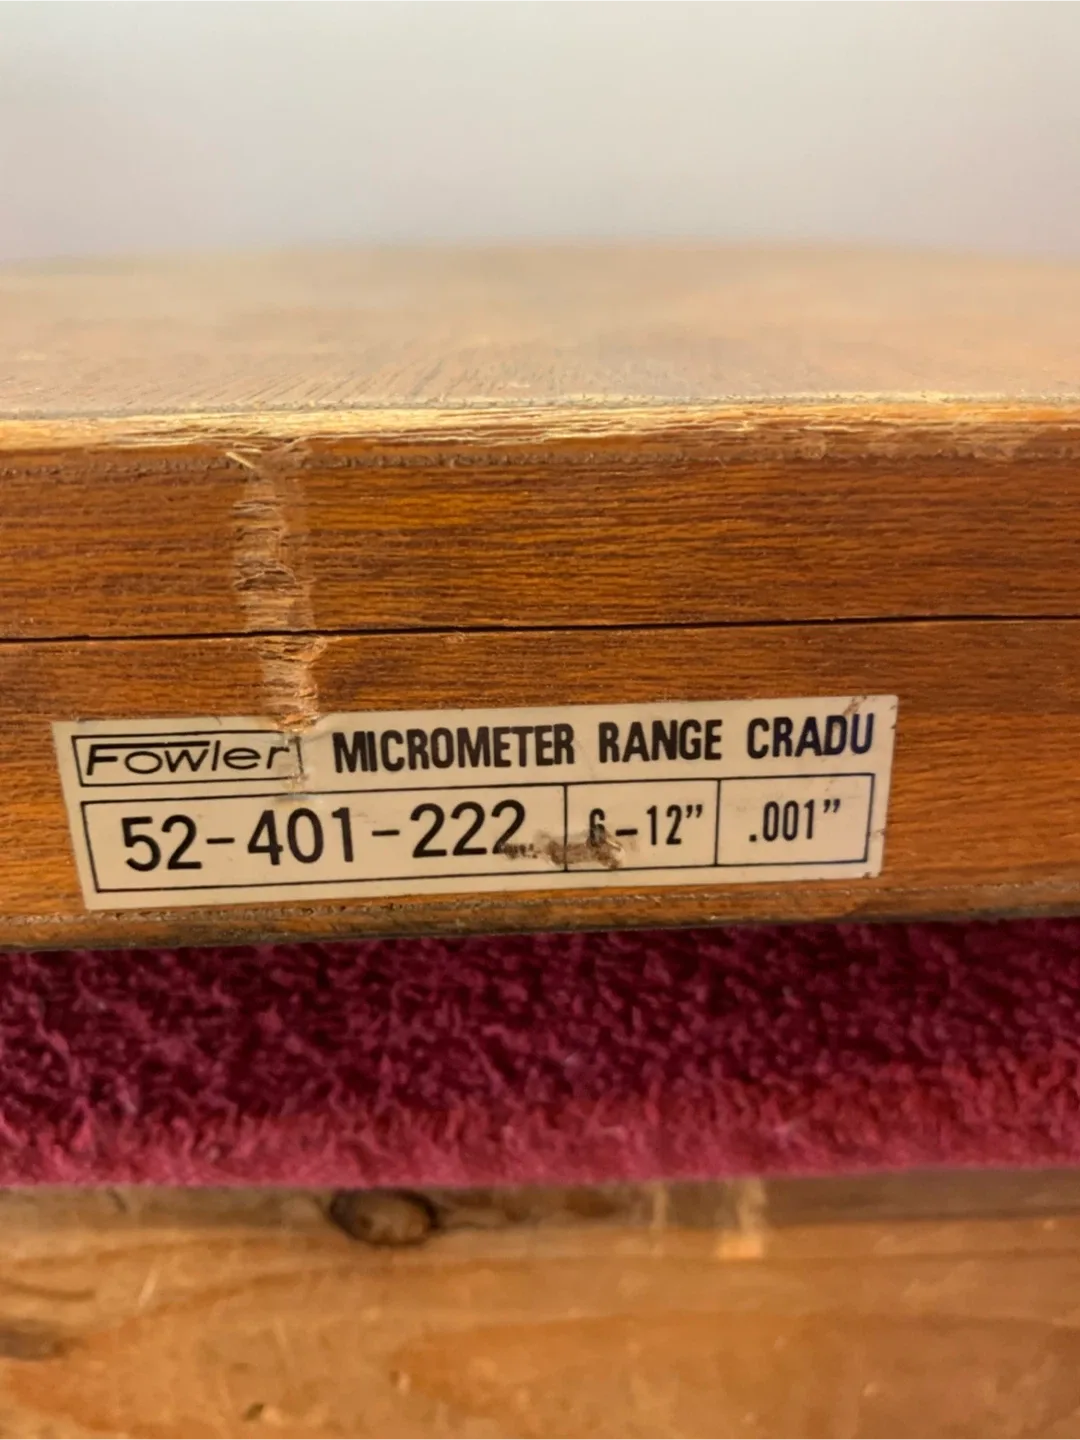 Fowler MICROMETER RANGE CRADU
52-401-222 6-12" .001"